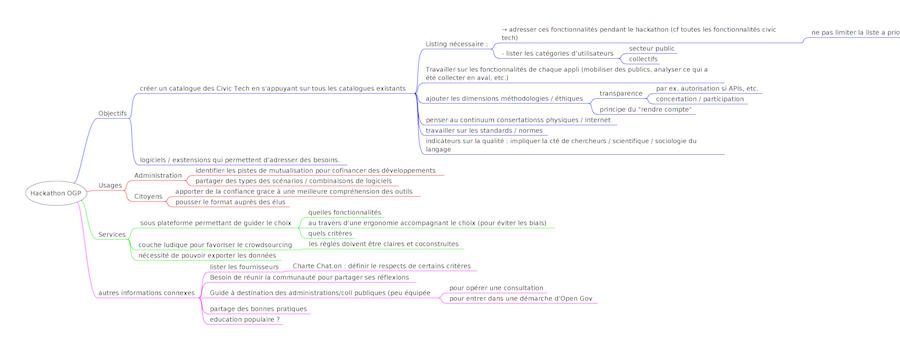 Hackathon OGP
Objectifs
créer un catalogue des Civic Tech en s'appuyant sur tous les catalogues existants
Listing nécessaire :
→ adresser ces fonctionnalités pendant le hackathon (cf toutes les fonctionnalités civic
tech)
ne pas limiter la liste a prio
- lister les catégories d'utilisateurs
secteur public
collectifs
Travailler sur les fonctionnalités de chaque appli (mobiliser des publics, analyser ce qui a
été collecter en aval, etc.)
ajouter les dimensions méthodologies / éthiques
transparence
par ex. autorisation si APIs, etc.
concertation / participation
principe du "rendre compte"
penser au continuum consertationss physiques / internet
travailler sur les standards / normes
indicateurs sur la qualité : impliquer la cté de chercheurs / scientifique / sociologie du
langage
logiciels / exstensions qui permettent d'adresser des besoins.
Usages
Administration
identifier les pistes de mutualisation pour cofinancer des développements
partager des types des scénarios / combinaisons de logiciels
Citoyens
apporter de la confiance grace à une meilleure compréhension des outils
pousser le format auprès des élus
Services
sous plateforme permettant de guider le choix
quelles fonctionnalités
au travers d'une ergonomie accompagnant le choix (pour éviter les biais)
quels critères
couche ludique pour favoriser le crowdsourcing
les règles doivent être claires et coconstruites
nécessité de pouvoir exporter les données
autres informations connexes
lister les fournisseurs
Charte Chat.on : définir le respects de certains critères
Besoin de réunir la communauté pour partager ses réflexions
Guide à destination des administrations/coll publiques (peu équipée
pour opérer une consultation
pour entrer dans une démarche d'Open Gov
partage des bonnes pratiques
education populaire ?